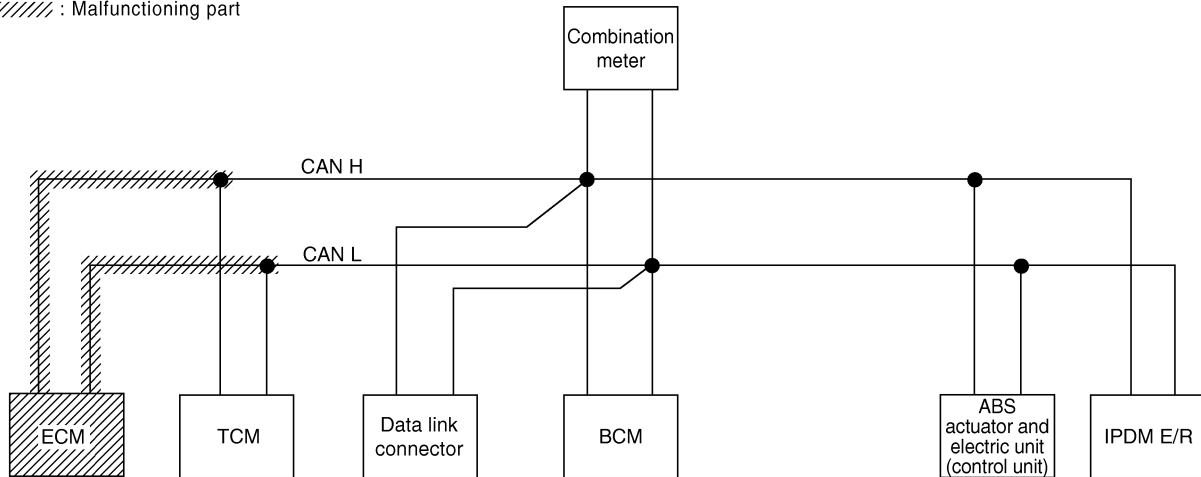 : Malfunctioning part
Combination
meter
CAN H
CAN L
ECM
TCM
Data link
connector
BCM
ABS
actuator and
electric unit
(control unit)
IPDM E/R